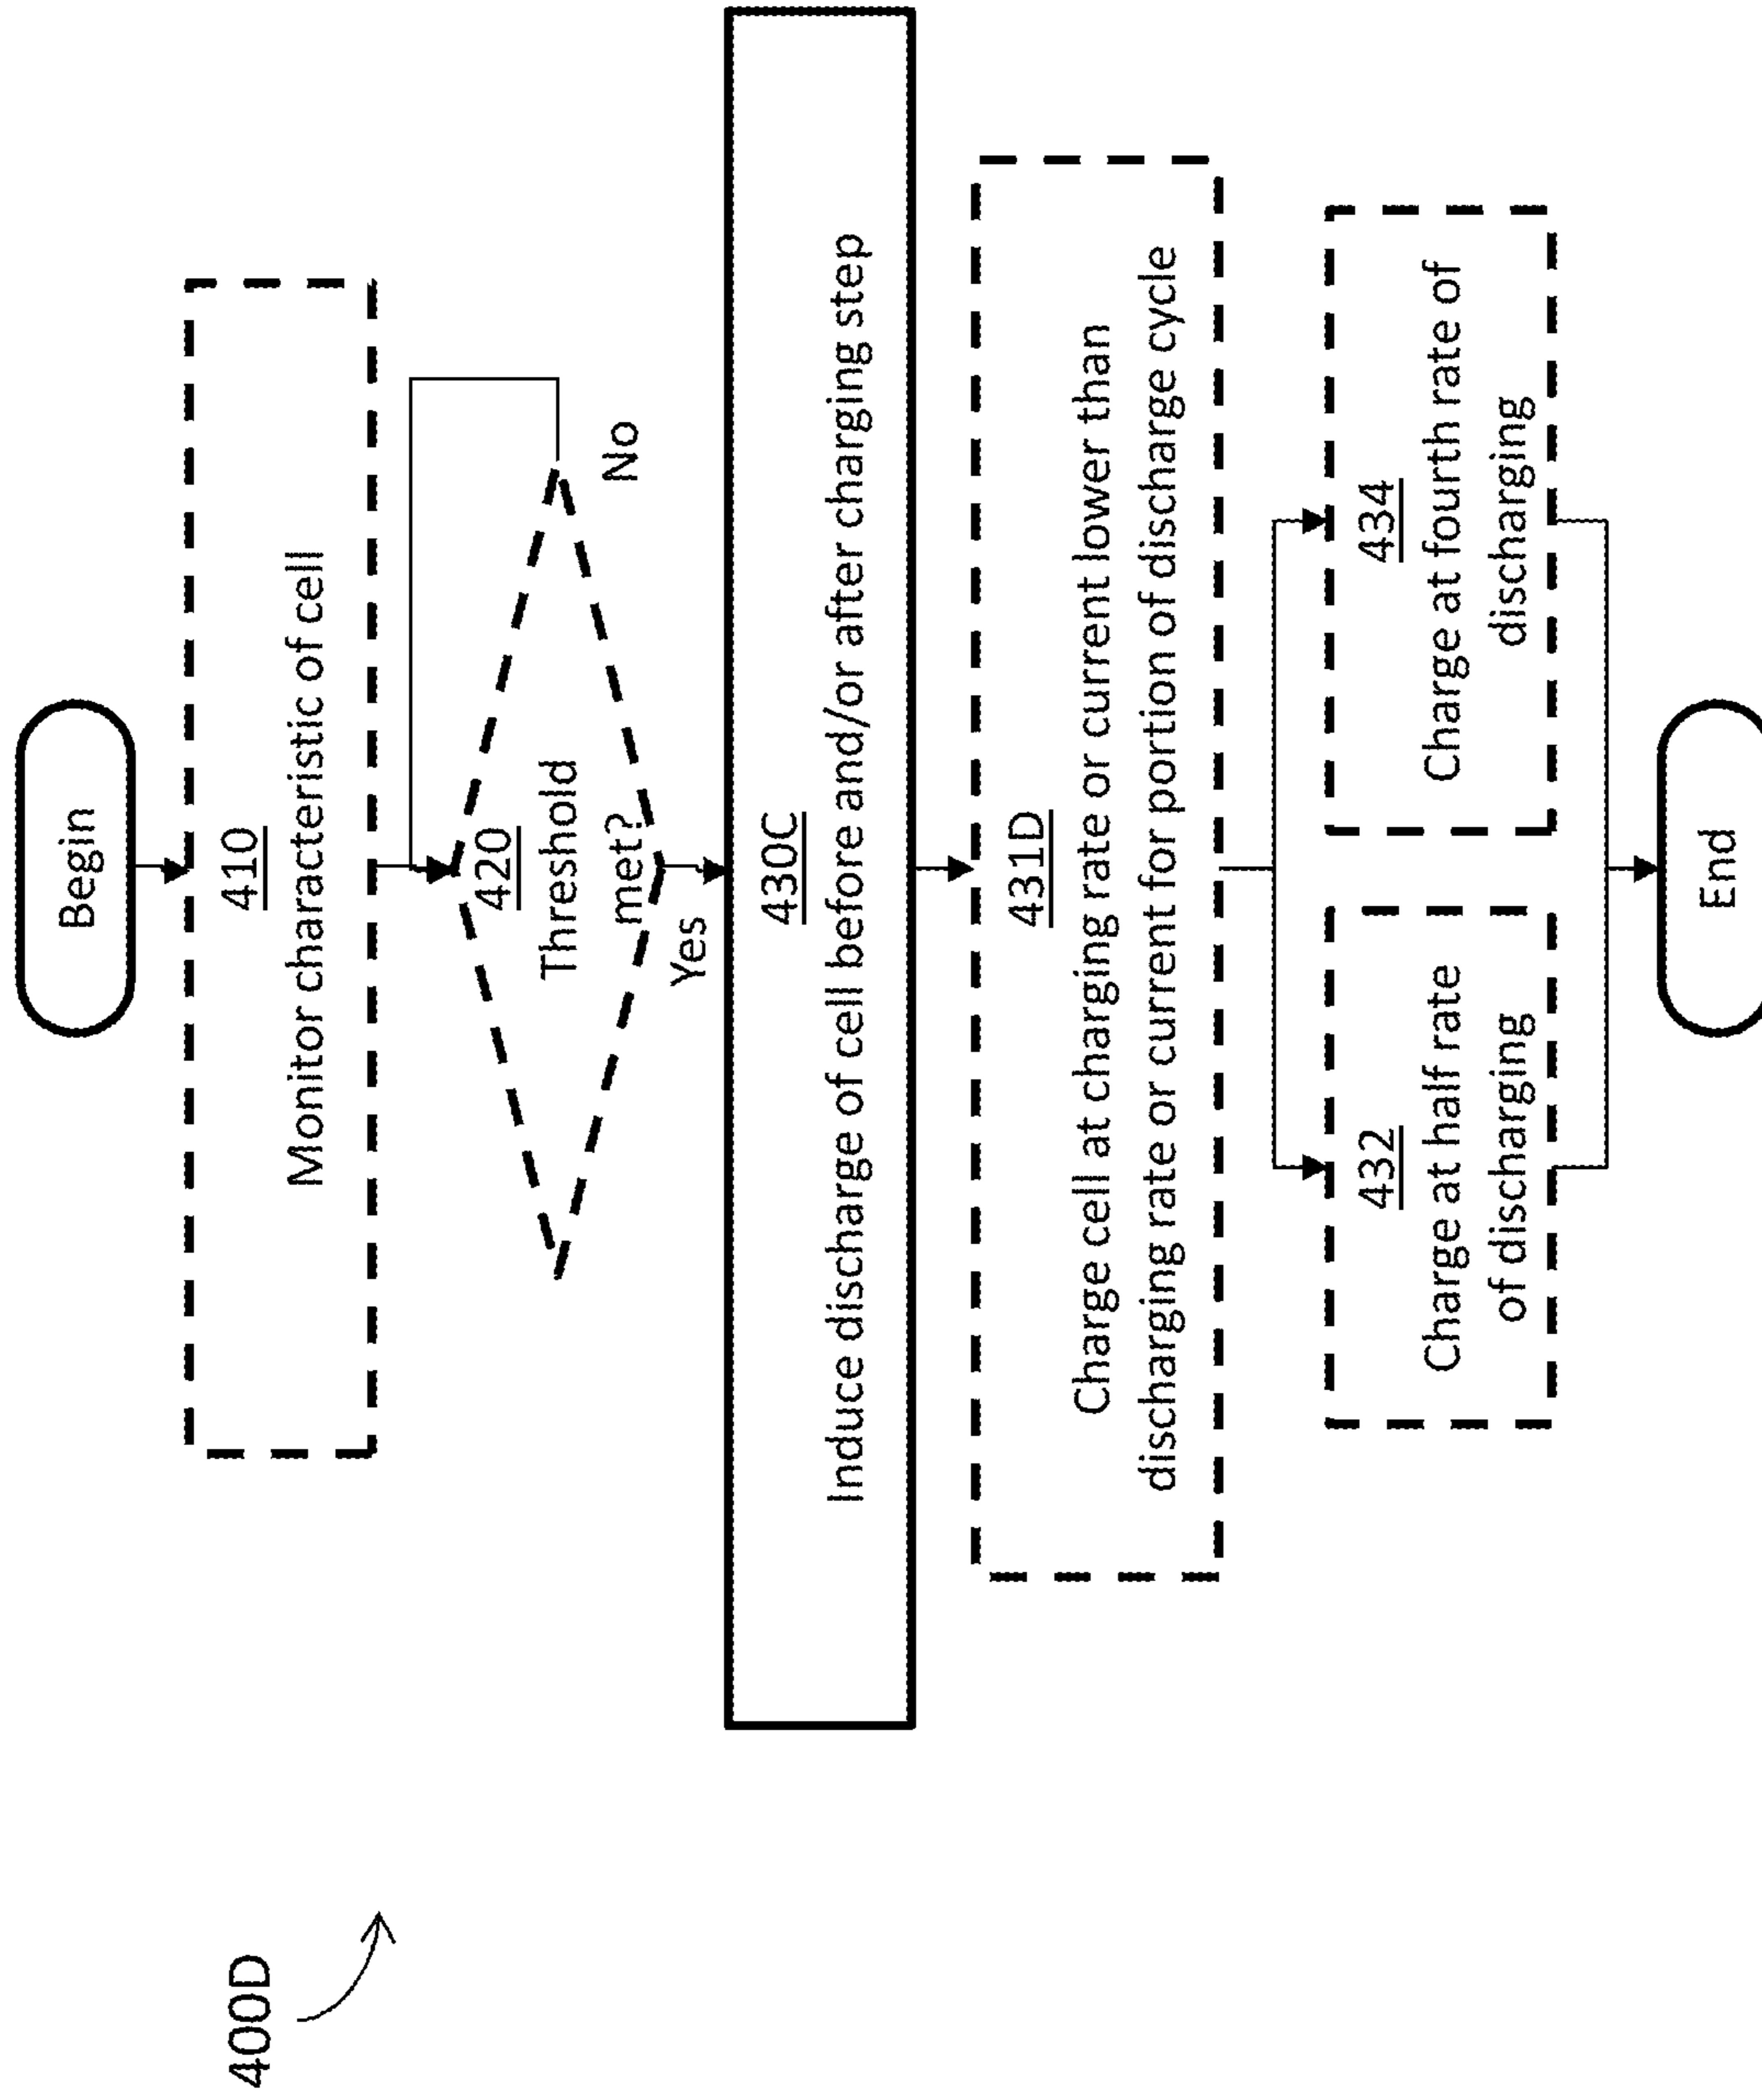 400D
Begin
410
Monitor characteristic of cell
420
Threshold
met?
No
Yes
430C
Induce discharge of cell before and/or after charging step
431D
Charge cell at charging rate or current lower than
discharging rate or current for portion of discharge cycle
432
Charge at half rate
of discharging
434
Charge at fourth rate of
discharging
End